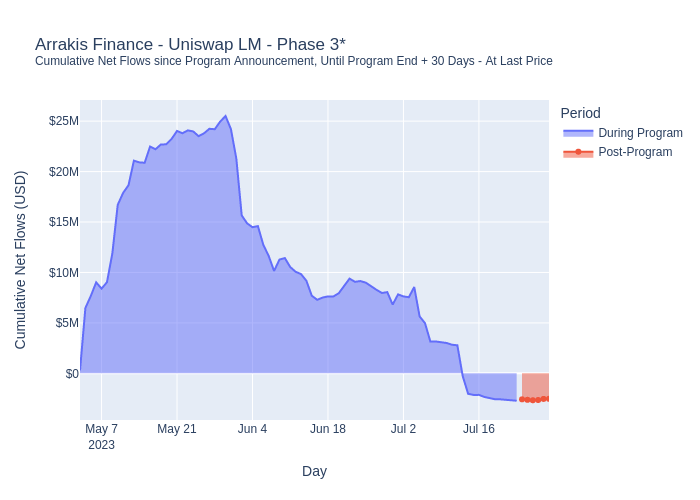 Arrakis Finance - Uniswap LM - Phase 3*
Cumulative Net Flows since Program Announcement, Until Program End + 30 Days - At Last Price
Period
During Program
Post-Program
Cumulative Net Flows (USD)
$25M
$20M
$15M
$10M
$5M
$0
May 7
2023
May 21
Jun 4
Jun 18
Jul 2
Jul 16
Day